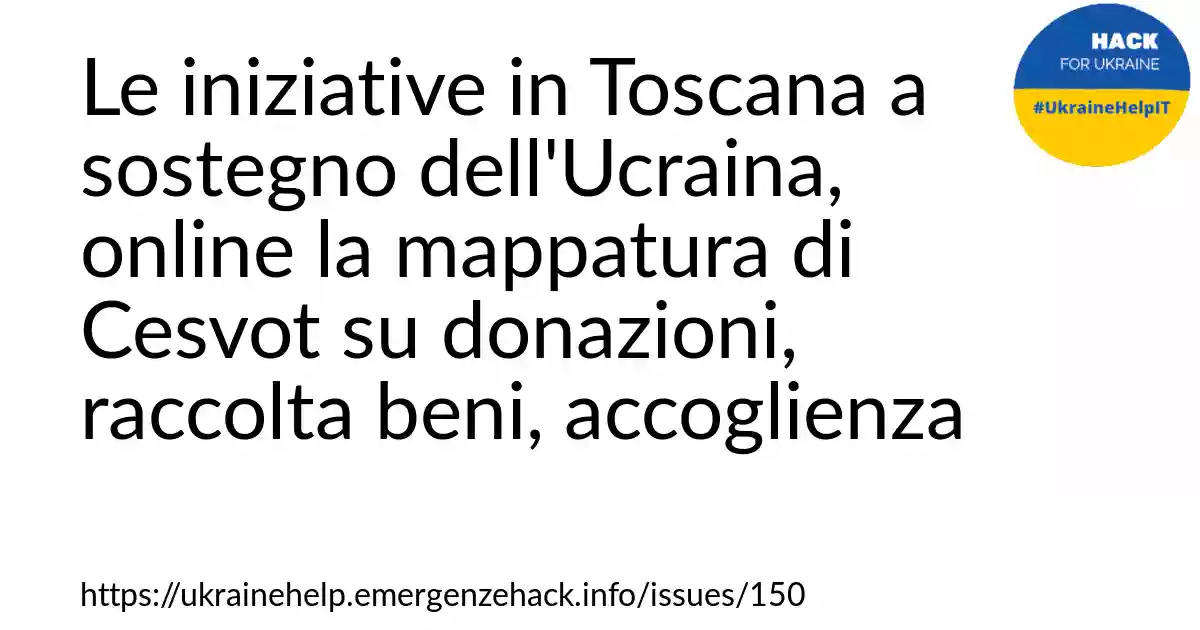 Le iniziative in Toscana a
sostegno dell'Ucraina,
online la mappatura di
Cesvot su donazioni,
raccolta beni, accoglienza
HACK
FOR UKRAINE
#UkraineHelpIT
https://ukrainehelp.emergenzehack.info/issues/150